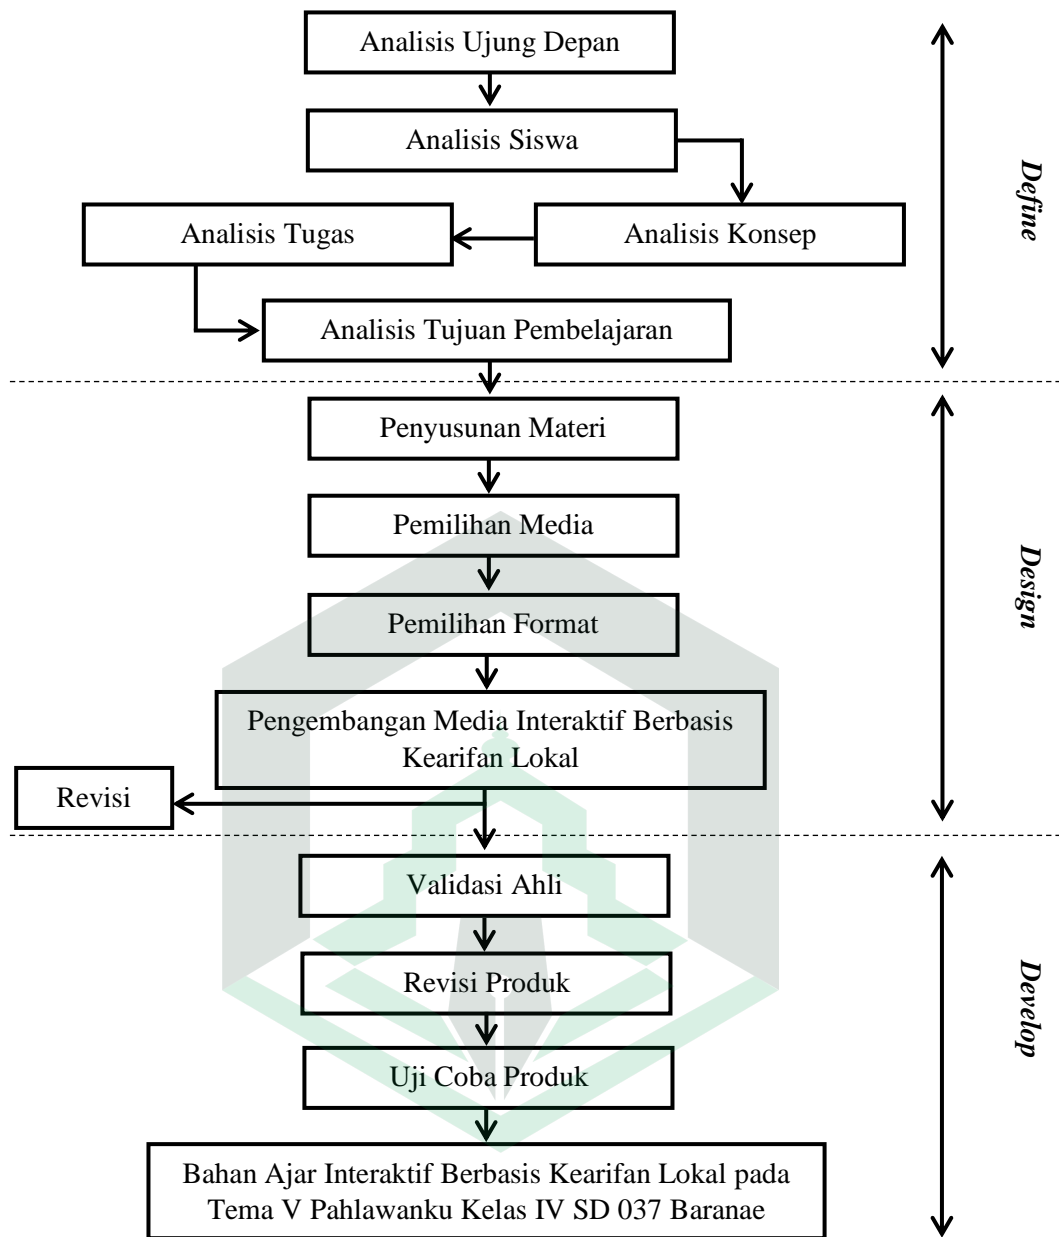 Analisis Ujung Depan
Analisis Siswa
Analisis Tugas
Analisis Konsep
Analisis Tujuan Pembelajaran
Define
Penyusunan Materi
Pemilihan Media
Pemilihan Format
Pengembangan Media Interaktif Berbasis
Kearifan Lokal
Revisi
Design
Validasi Ahli
Revisi Produk
Uji Coba Produk
Bahan Ajar Interaktif Berbasis Kearifan Lokal pada
Tema V Pahlawanku Kelas IV SD 037 Baranae
Develop